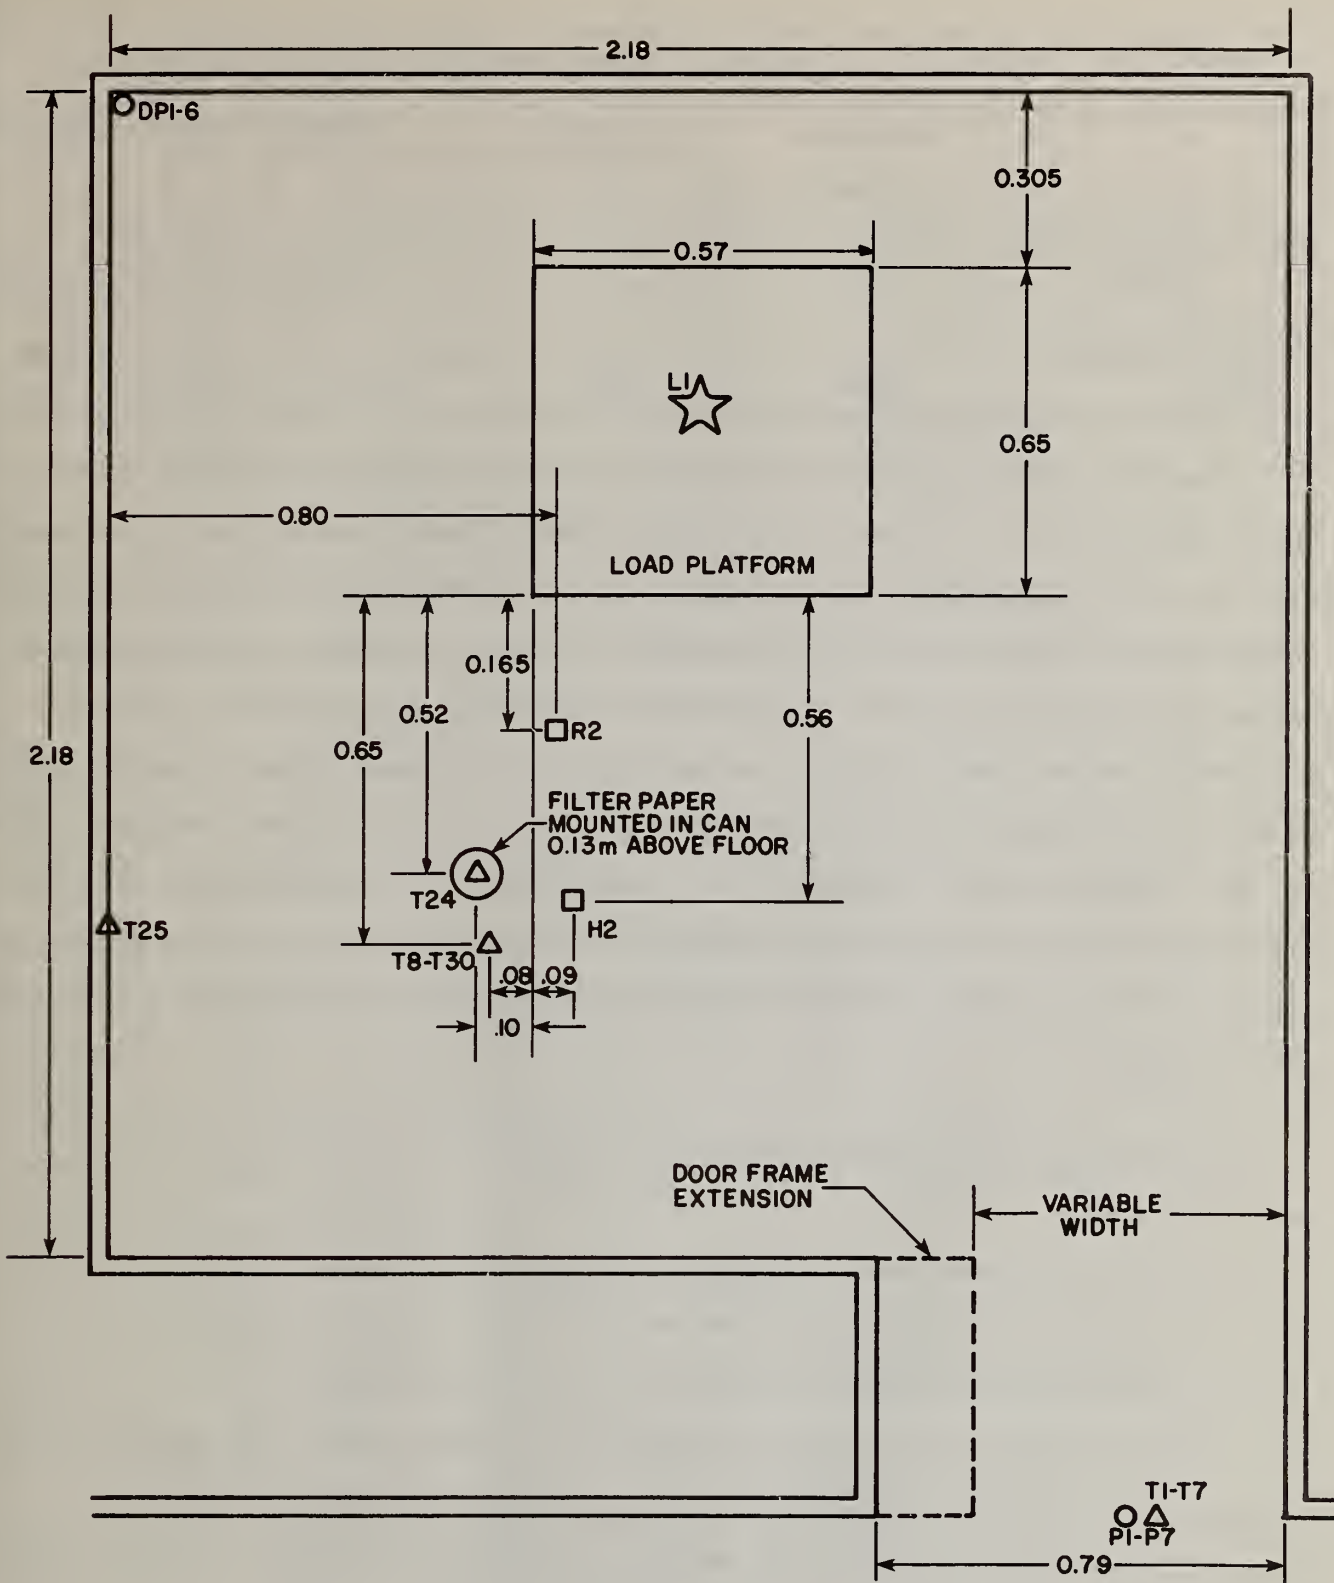 2.18
DPI-6
0.305
0.57
L1
0.65
0.80
LOAD PLATFORM
0.165
0.52
0.56
R2
0.65
2.18
FILTER PAPER
MOUNTED IN CAN
0.13m ABOVE FLOOR
T24
T25
H2
T8-T30
.08
.09
.10
DOOR FRAME
EXTENSION
VARIABLE
WIDTH
T1-T7
P1-P7
0.79